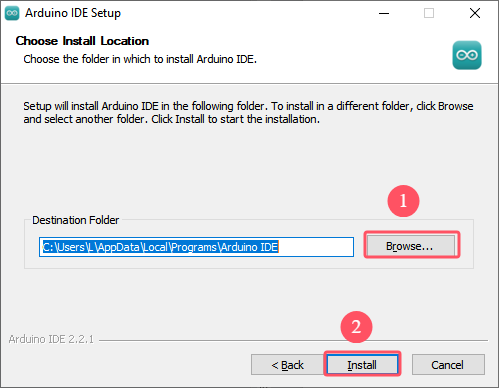 Arduino IDE Setup
Choose Install Location
Choose the folder in which to install Arduino IDE.
Setup will install Arduino IDE in the following folder. To install in a different folder, click Browse
and select another folder. Click Install to start the installation.
1
Destination Folder
C:\Users\L\AppData\Local\Programs\Arduino IDE
Browse...
2
Arduino IDE 2.2.1
< Back
Install
Cancel